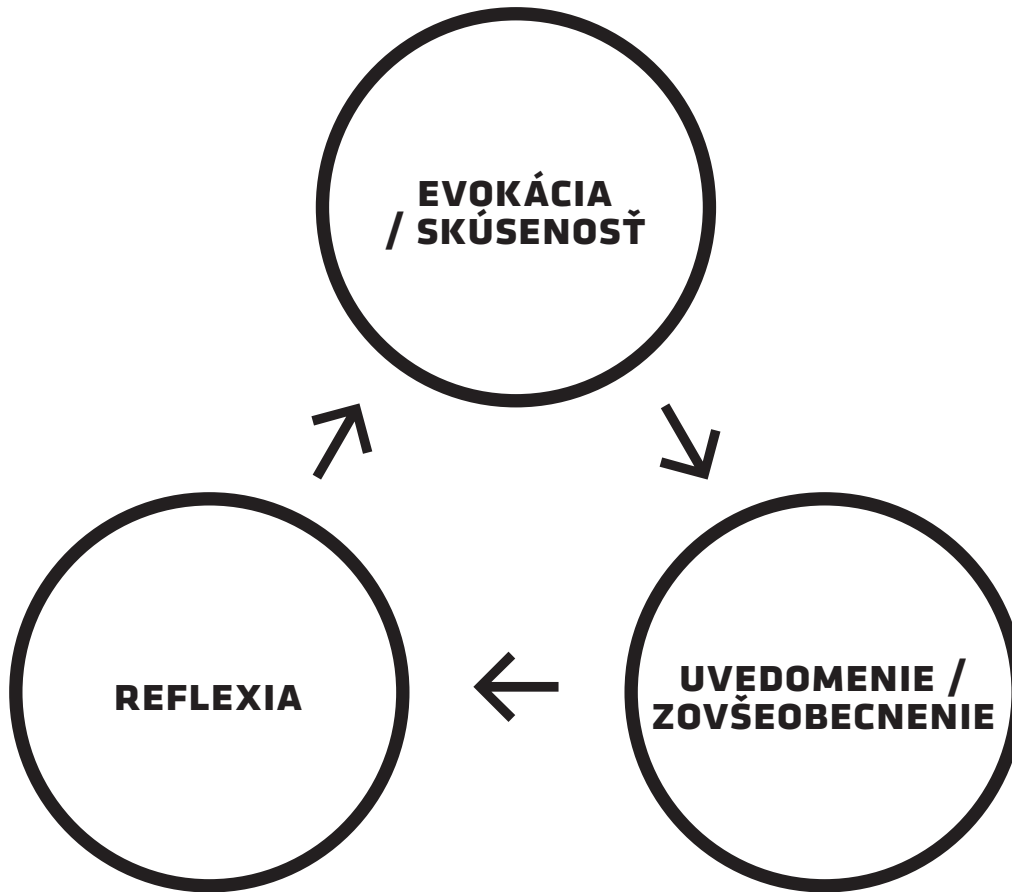 EVOKÁCIA
/ SKÚSENOSŤ
REFLEXIA
UVEDOMENIE /
ZOVŠEOBECNENIE